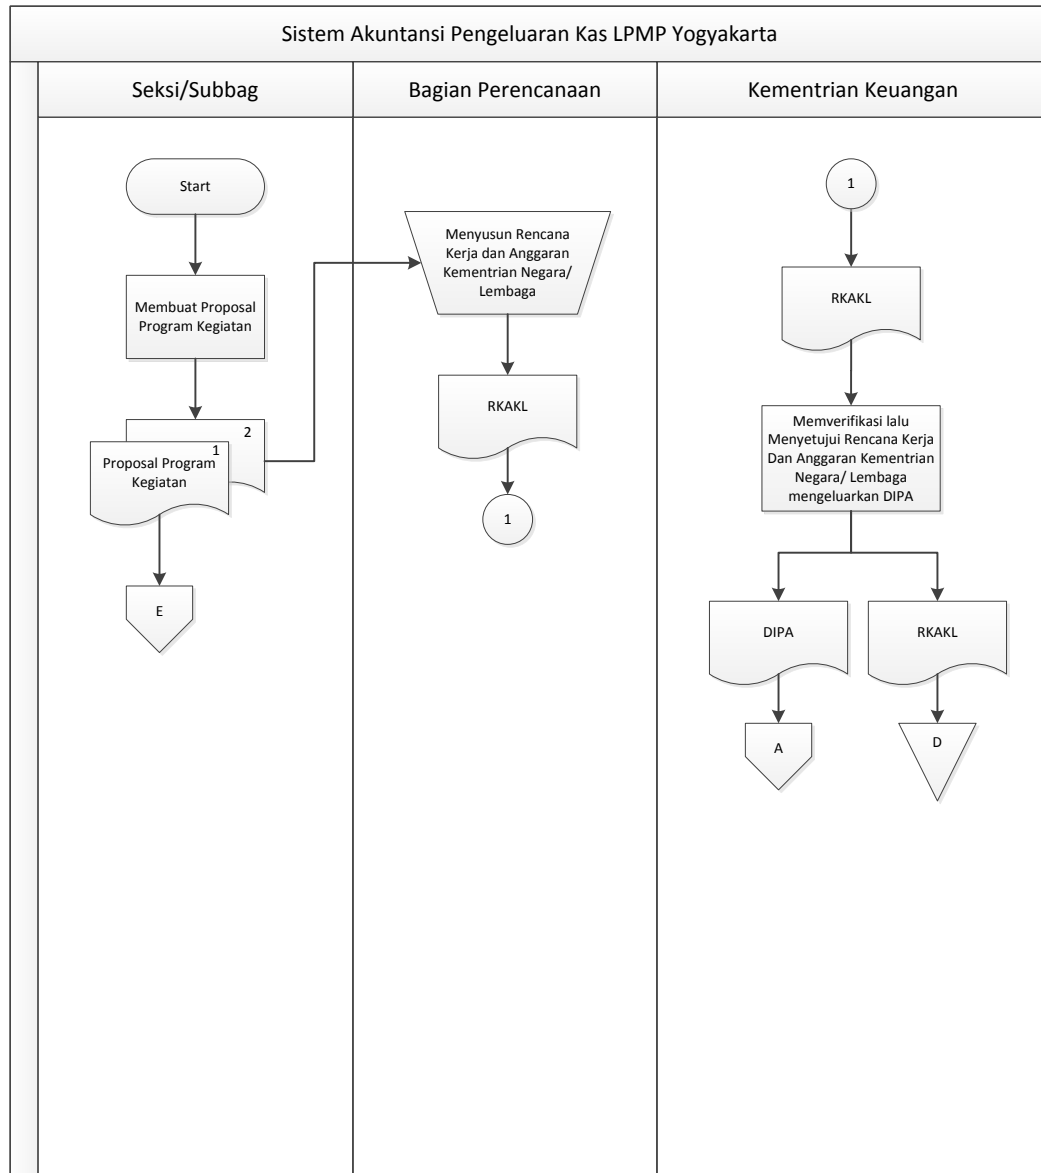 Sistem Akuntansi Pengeluaran Kas LPMP Yogyakarta
Seksi/Subbag
Bagian Perencanaan
Kementrian Keuangan
Start
Membuat Proposal
Program Kegiatan
2
1
Proposal Program
Kegiatan
E
Menyusun Rencana
Kerja dan Anggaran
Kementrian Negara/
Lembaga
RKAKL
1
1
RKAKL
Memverifikasi lalu
Menyetujui Rencana Kerja
Dan Anggaran Kementrian
Negara/ Lembaga
mengeluarkan DIPA
DIPA
RKAKL
A
D